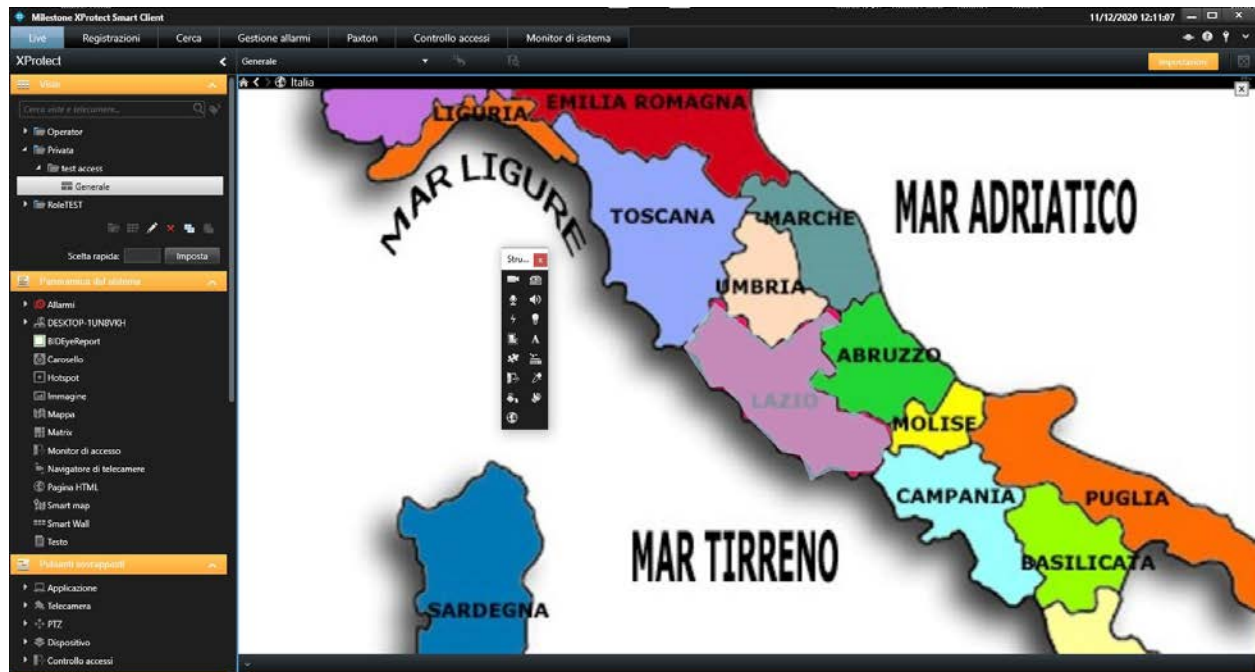 Milestone XProtect Smart Client
11/12/2020 12:11:07
Live Registrazioni Cerca Gestione allarmi Paxton Controllo accessi Monitor di sistema
XProtect
Generale
Impostazioni
Viste
Italia
Cerca viste e telecamere...
Operator
Privata
test access
Generale
RoleTEST
Scelta rapida: Imposta
Panoramica del sistema
Allarmi
DESKTOP-1UN8VKH
BIDEyeReport
Carosello
Hotspot
Immagine
Mappa
Matrix
Monitor di accesso
Navigatore di telecamere
Pagina HTML
Smart map
Smart Wall
Testo
Pulsanti sovrapposti
Applicazione
Telecamera
PTZ
Dispositivo
Controllo accessi
Stru...
EMILIA ROMAGNA
LIGURIA
MAR LIGURE
TOSCANA
MARCHE
MAR ADRIATICO
UMBRIA
ABRUZZO
LAZIO
MOLISE
CAMPANIA
PUGLIA
MAR TIRRENO
BASILICATA
SARDEGNA